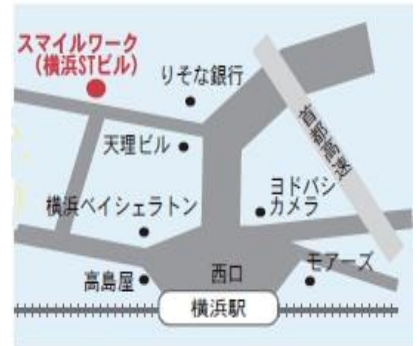 スマイルワーク
(横浜STビル)
りそな銀行
首都高速
天理ビル
ヨドバシ
カメラ
横浜ベイシェラトン
西口
モアーズ
高島屋
横浜駅